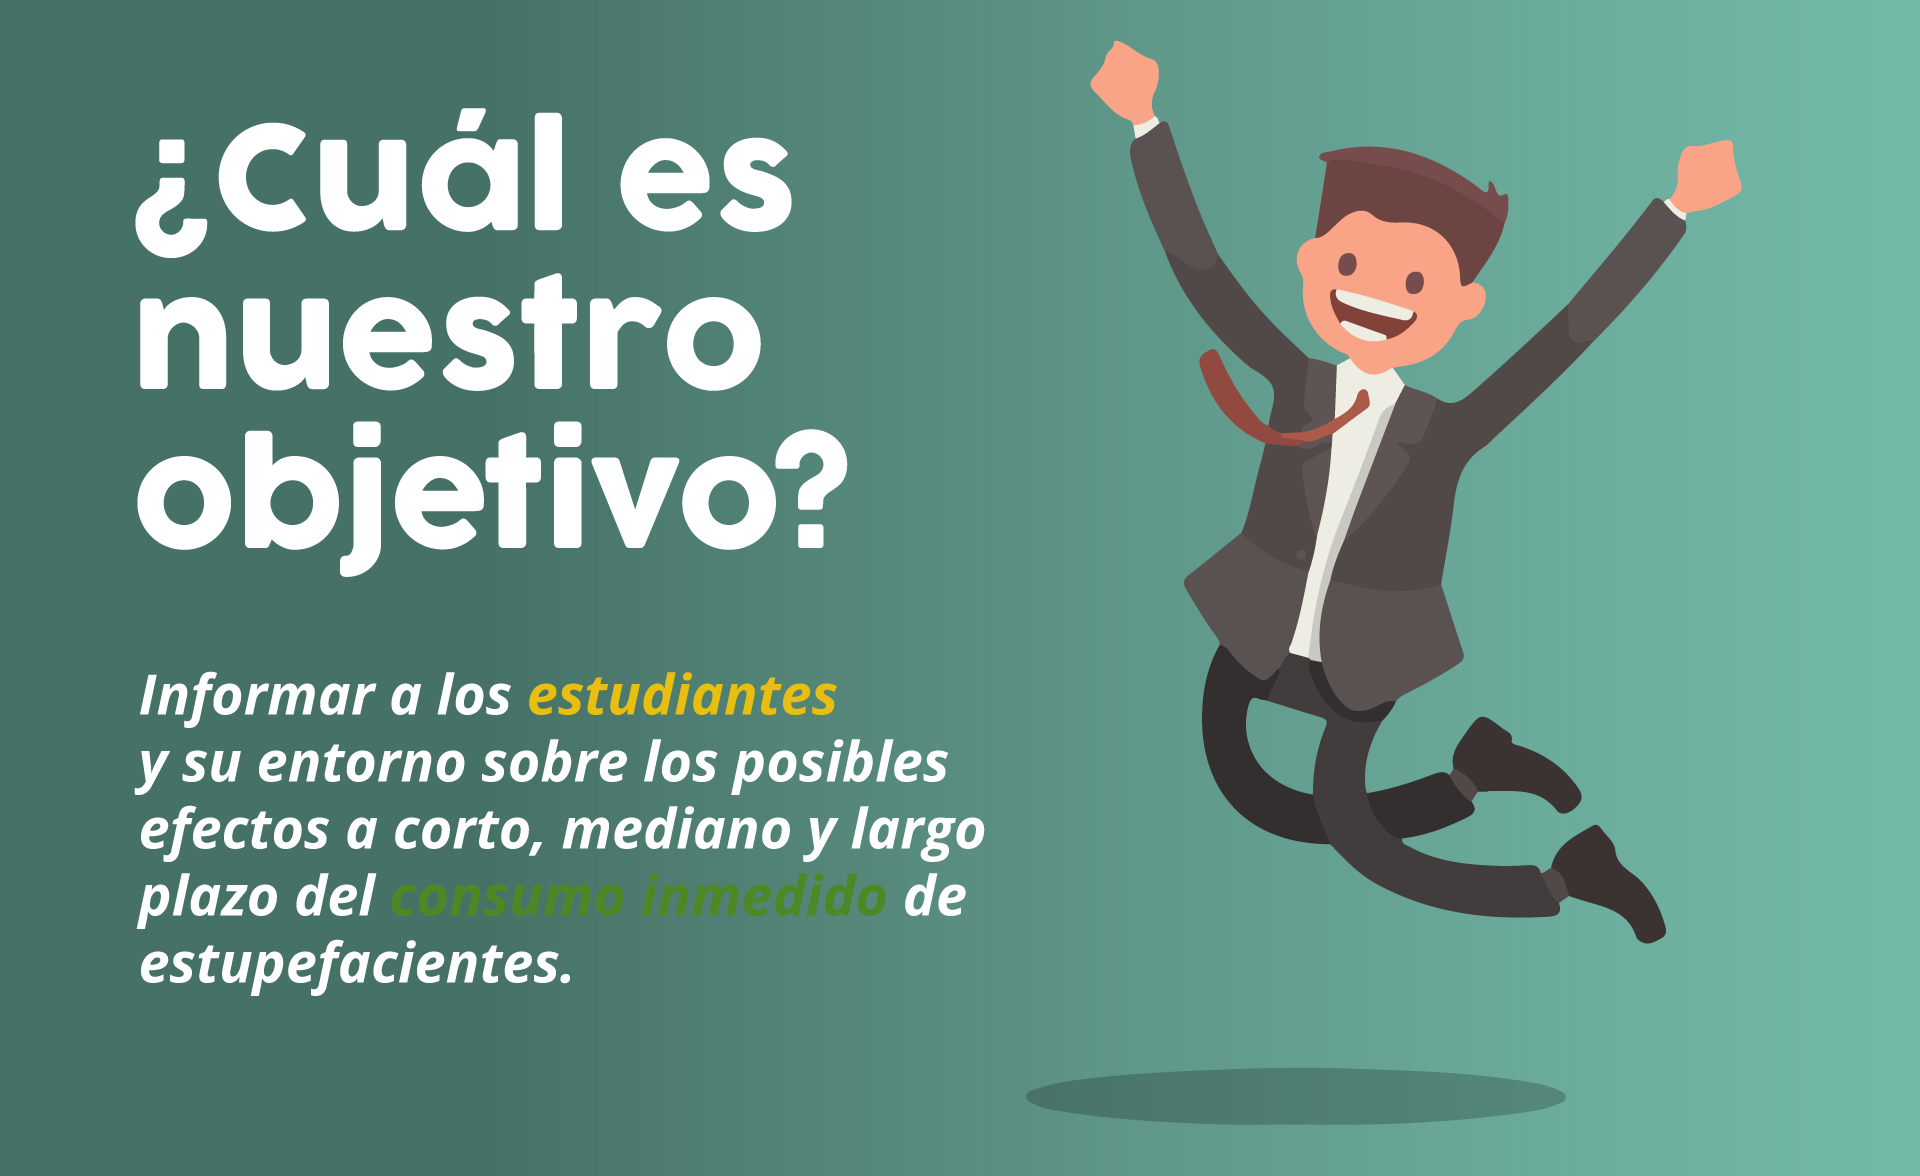 ¿Cuál es
nuestro
objetivo?
Informar a los estudiantes
y su entorno sobre los posibles
efectos a corto, mediano y largo
plazo del consumo inmedido de
estupefacientes.